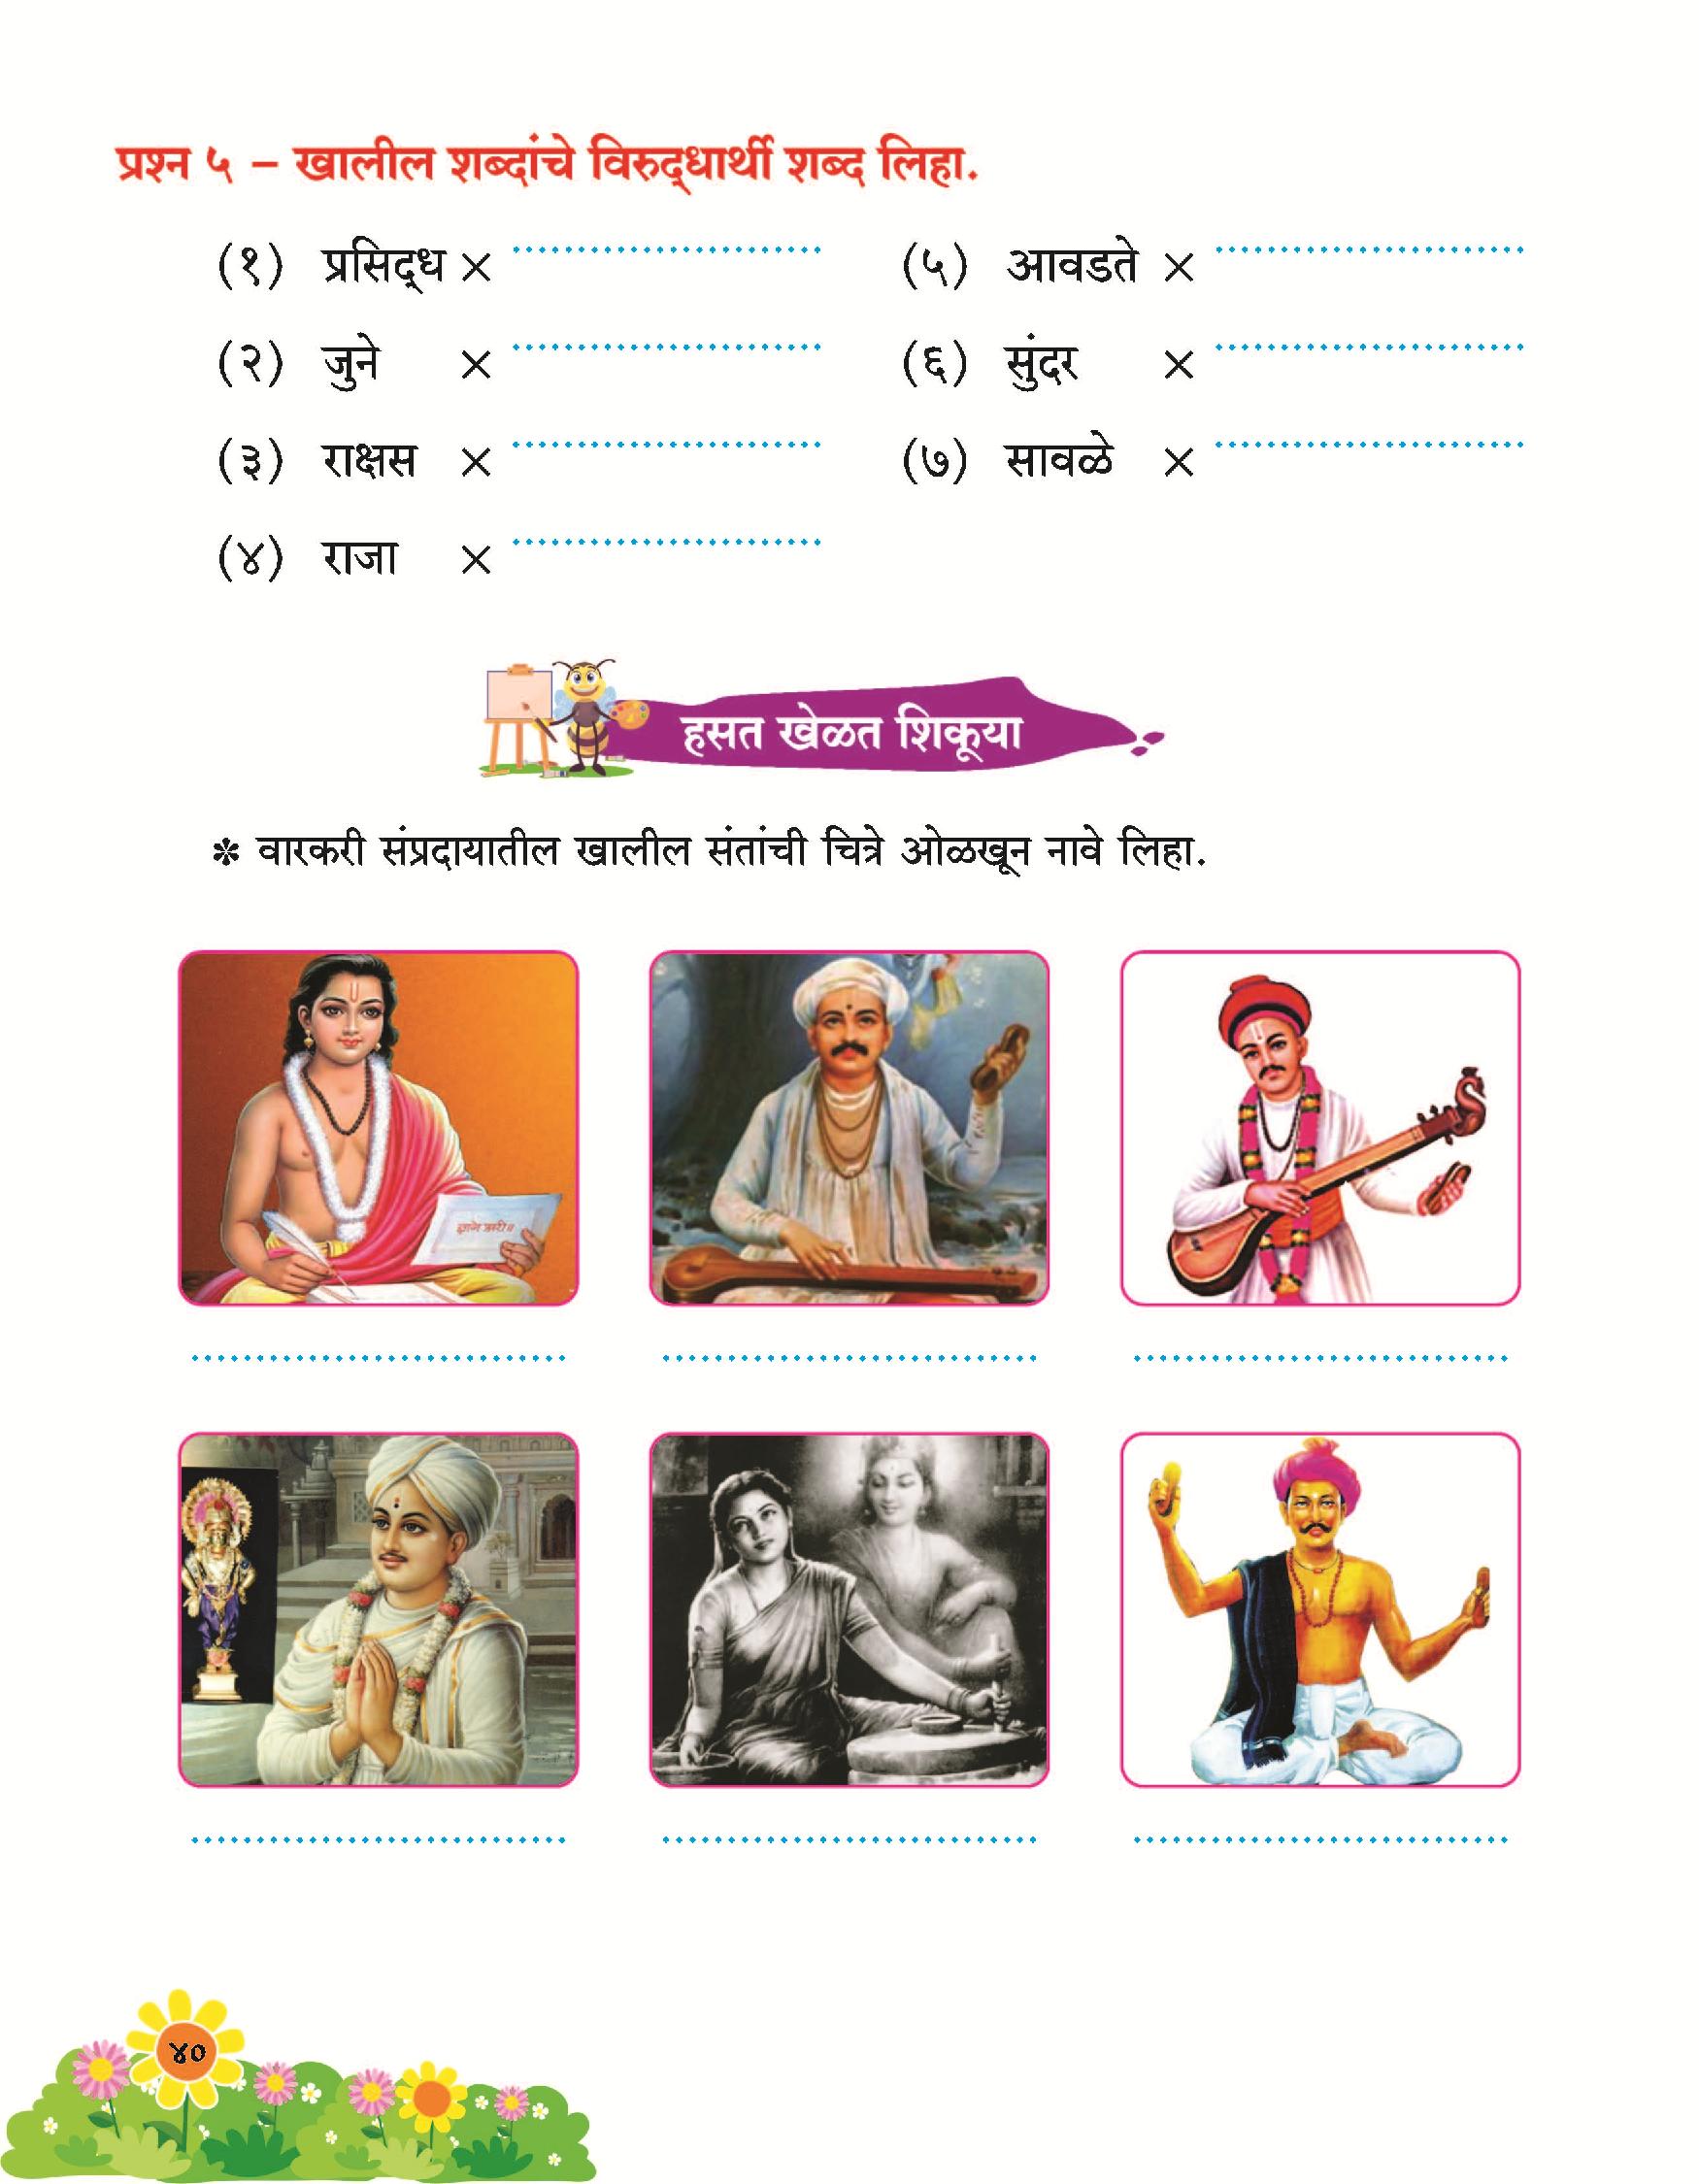 प्रश्न ५ – खालील शब्दांचे विरुद्धार्थी शब्द लिहा.
(१) प्रसिद्ध × ........................ (५) आवडते × ........................
(२) जुने × ........................ (६) सुंदर × ........................
(३) राक्षस × ........................ (७) सावळे × ........................
(४) राजा × ........................
हसत खेळत शिकूया
✽ वारकरी संप्रदायातील खालील संतांची चित्रे ओळखून नावे लिहा.
४०